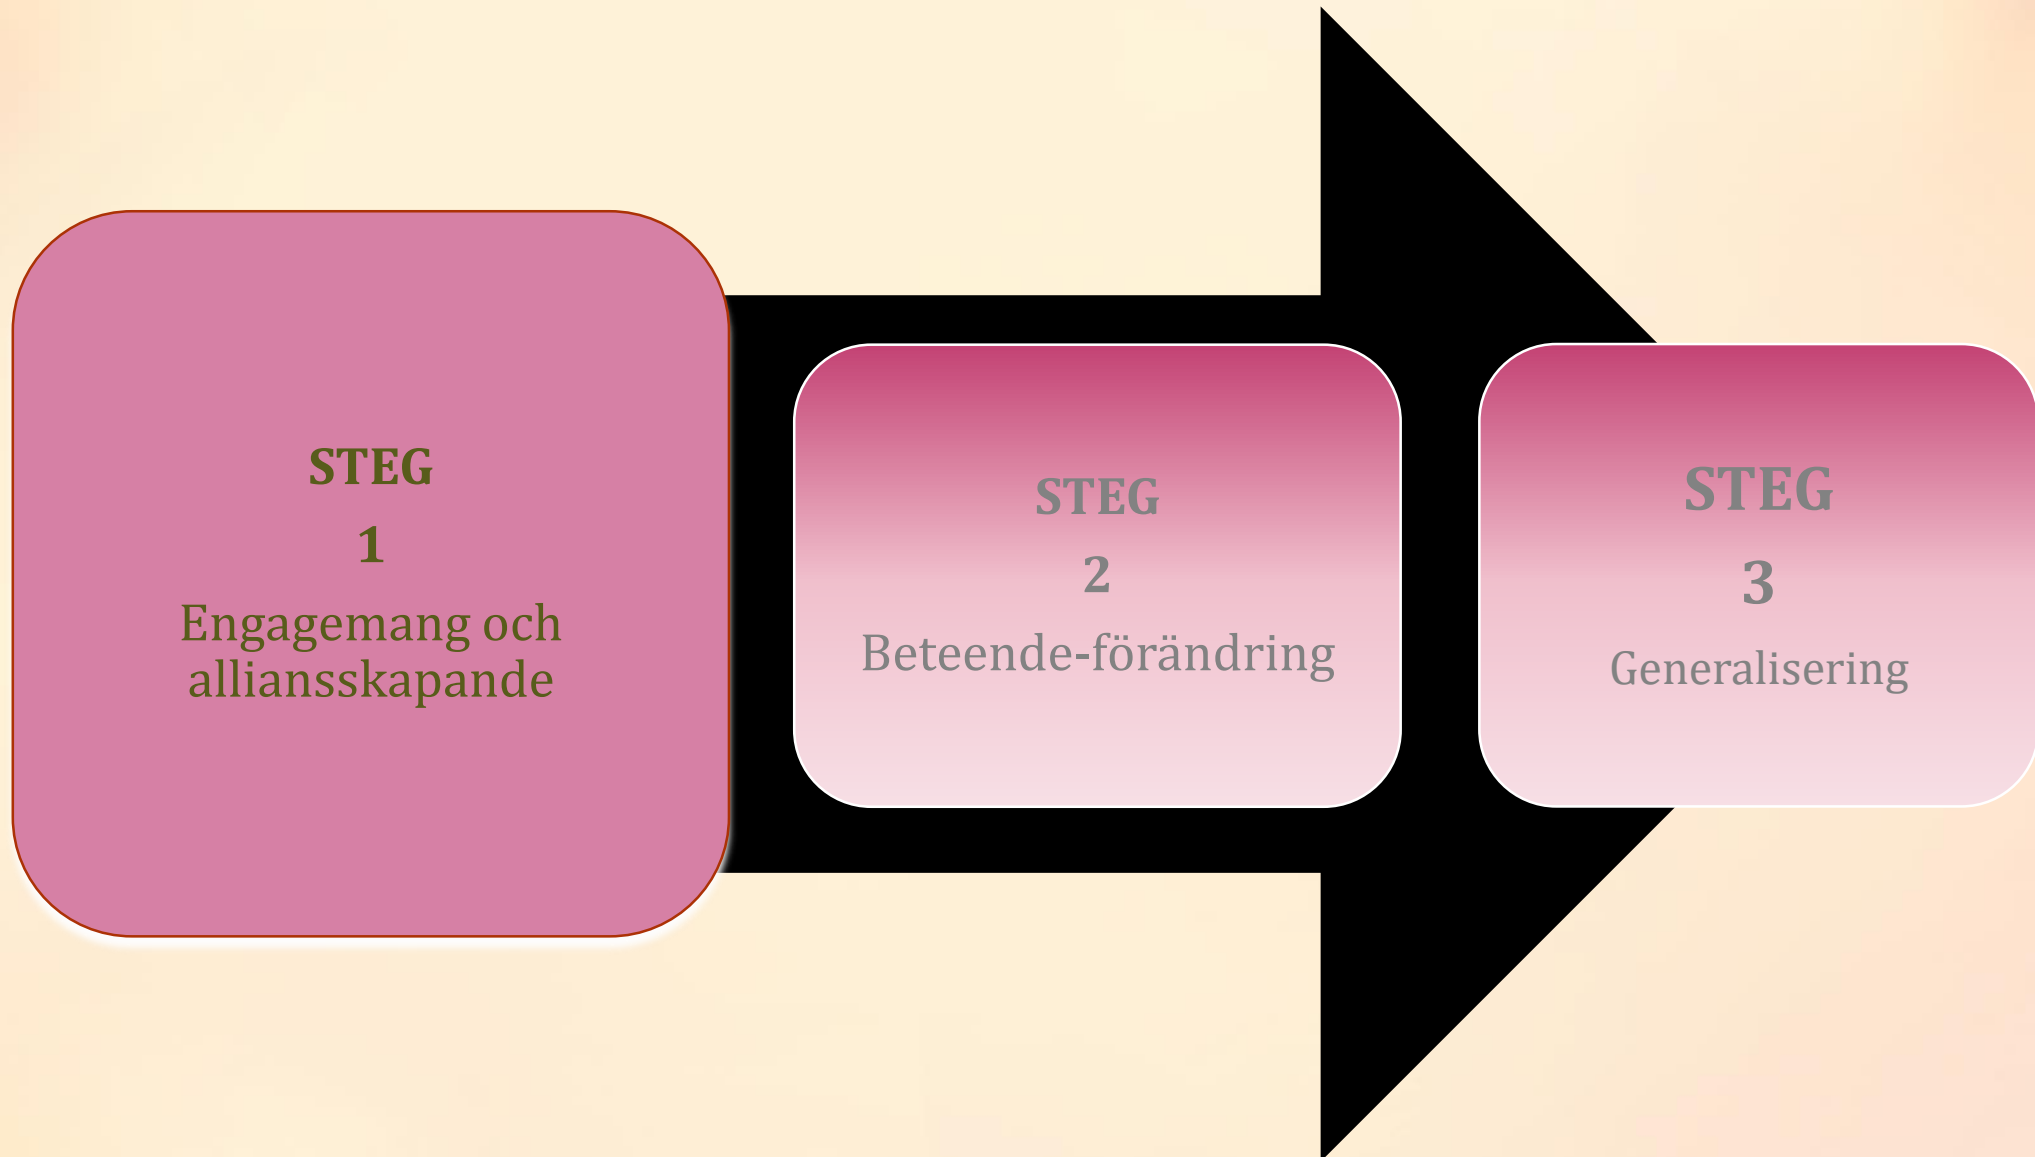 STEG
1
Engagemang och
alliansskapande
STEG
2
Beteende-förändring
STEG
3
Generalisering